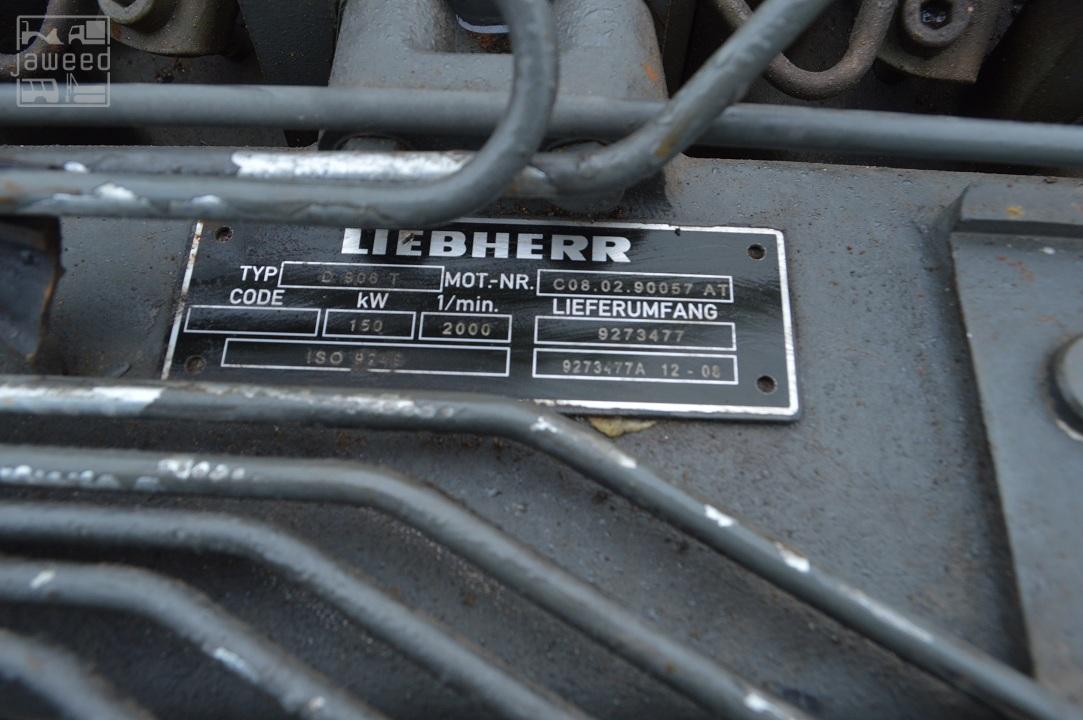 jaweed
LIEBHERR
TYP D 906 T MOT.-NR. C08.02.90057 AT
CODE kW 1/min. LIEFERUMFANG
150 2000 9273477
ISO 9273477A 12 - 08